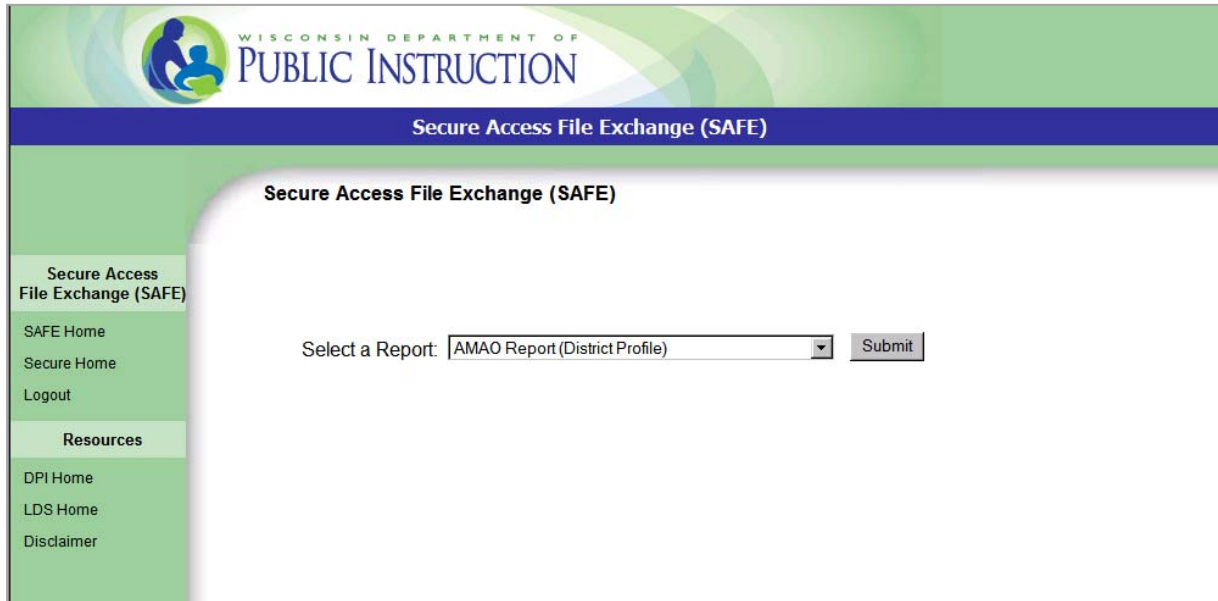 WISCONSIN DEPARTMENT OF
PUBLIC INSTRUCTION
Secure Access File Exchange (SAFE)
Secure Access File Exchange (SAFE)
Secure Access
File Exchange (SAFE)
SAFE Home
Secure Home
Logout
Resources
DPI Home
LDS Home
Disclaimer
Select a Report: AMAO Report (District Profile) Submit